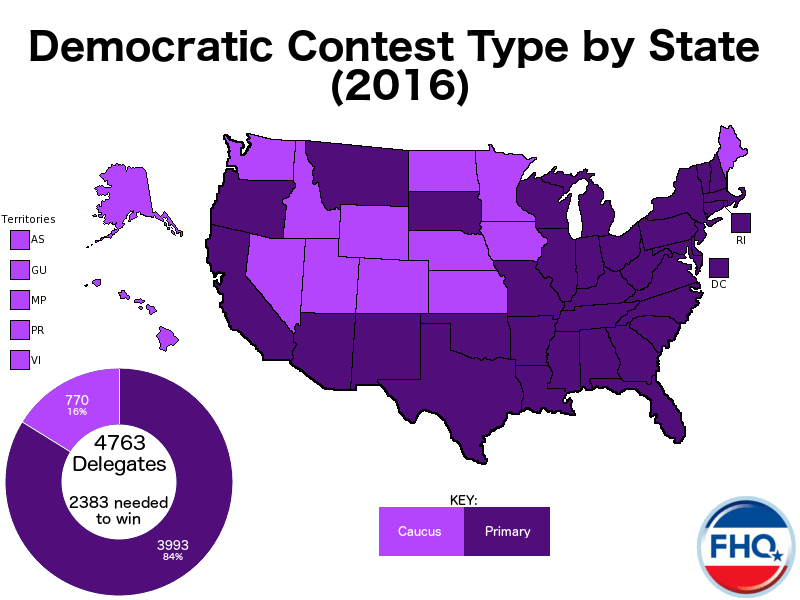 Democratic Contest Type by State
(2016)
Territories
AS
GU
MP
PR
VI
RI
DC
770
16%
4763
Delegates
2383 needed
to win
3993
84%
KEY:
Caucus
Primary
FHQ